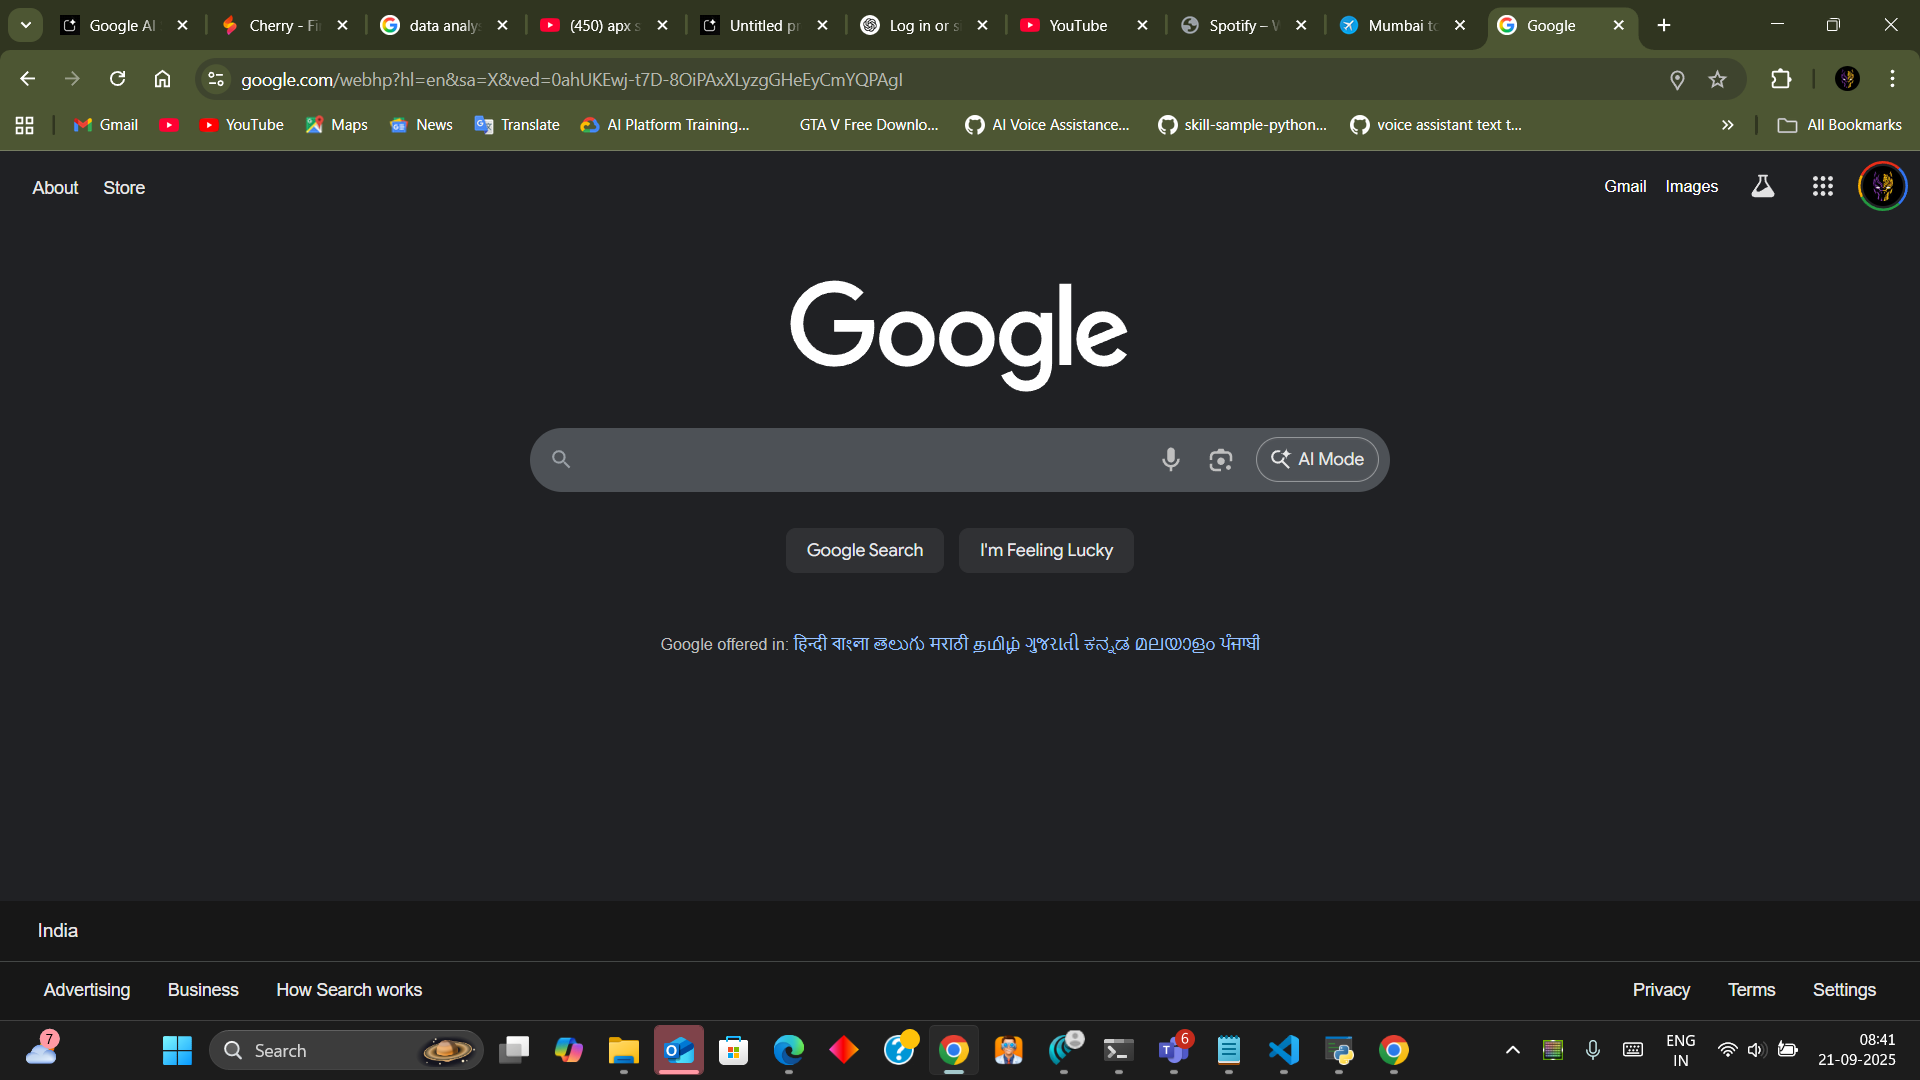 Google AI
Cherry - Fi
data analys
(450) apx s
Untitled pr
Log in or si
YouTube
Spotify – W
Mumbai to
Google
google.com/webhp?hl=en&sa=X&ved=0ahUKEwj-t7D-8OiPAxXLyzgGHeEyCmYQPAgI
Gmail
YouTube
Maps
News
Translate
AI Platform Training...
GTA V Free Downlo...
AI Voice Assistance...
skill-sample-python...
voice assistant text t...
»
All Bookmarks
About
Store
Gmail
Images
Google
AI Mode
Google Search
I'm Feeling Lucky
Google offered in: हिन्दी বাংলা తెలుగు मराठी தமிழ் ગુજરાતી ಕನ್ನಡ മലയാളം ਪੰਜਾਬੀ
India
Advertising
Business
How Search works
Privacy
Terms
Settings
7
Search
6
ENG
IN
08:41
21-09-2025